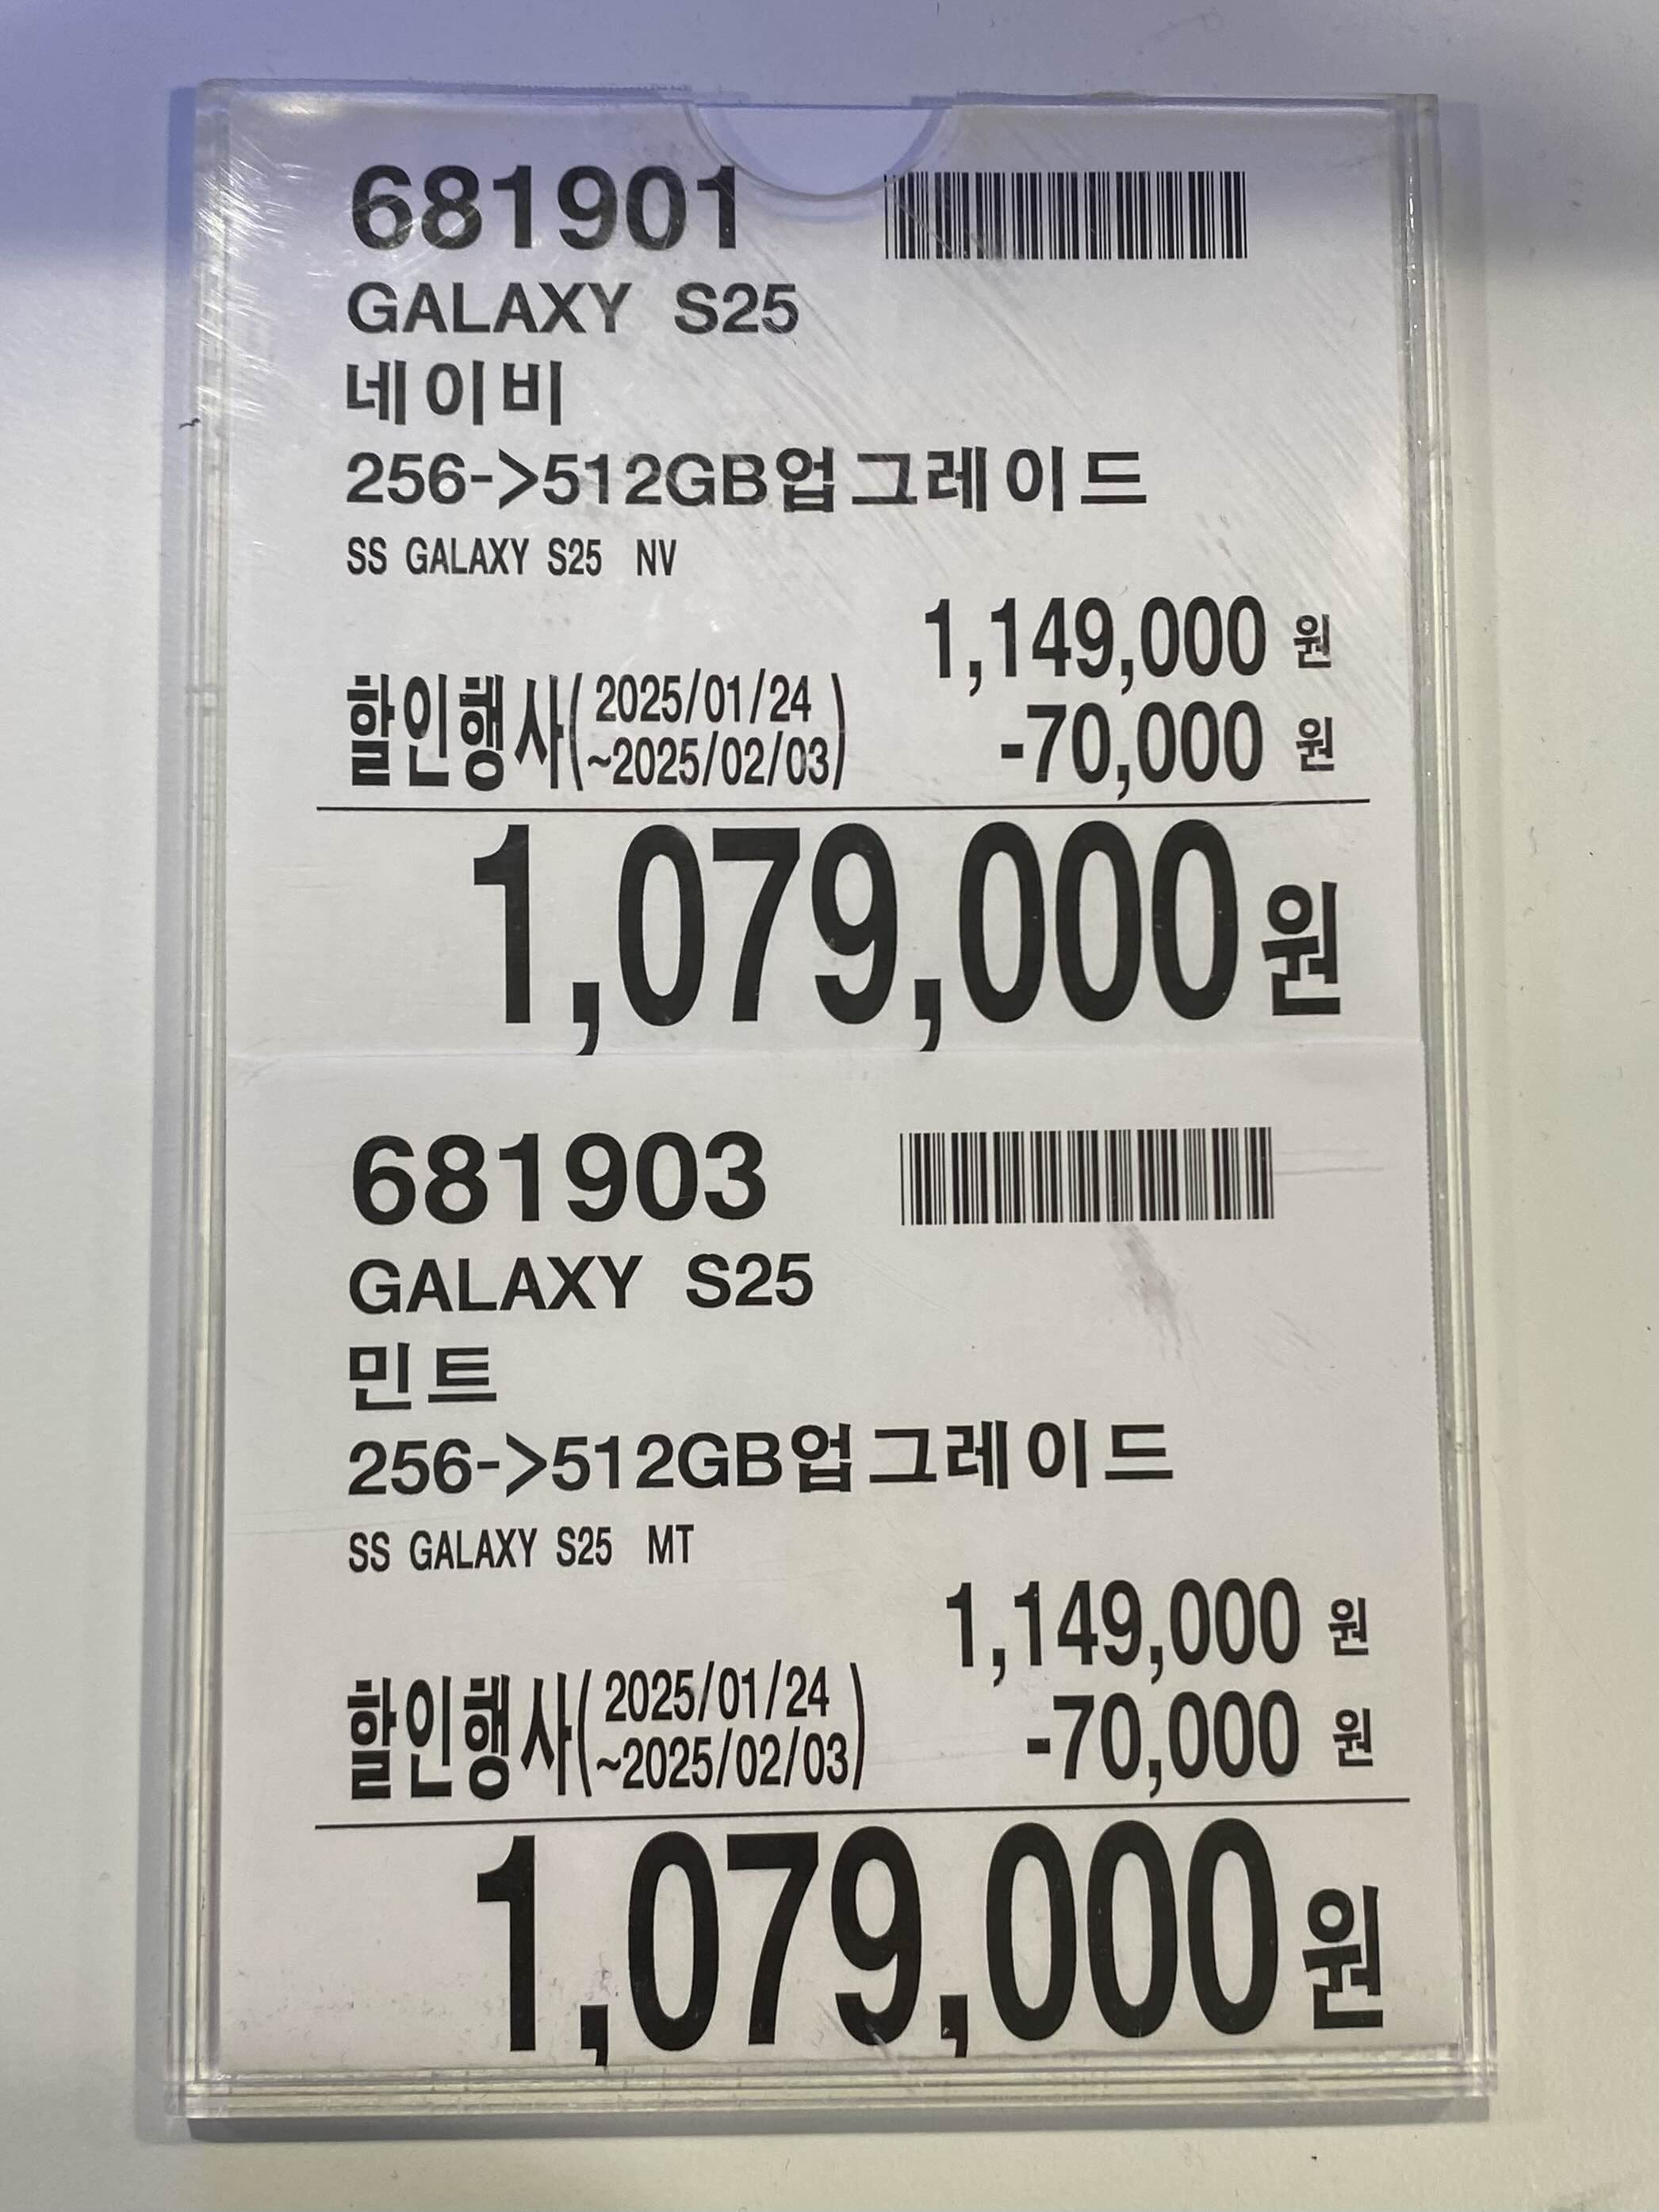 681901
GALAXY S25
네이비
256->512GB업그레이드
SS GALAXY S25 NV
1,149,000 원
할인행사(2025/01/24
~2025/02/03)
-70,000 원
1,079,000원
681903
GALAXY S25
민트
256->512GB업그레이드
SS GALAXY S25 MT
1,149,000 원
할인행사(2025/01/24
~2025/02/03)
-70,000 원
1,079,000원